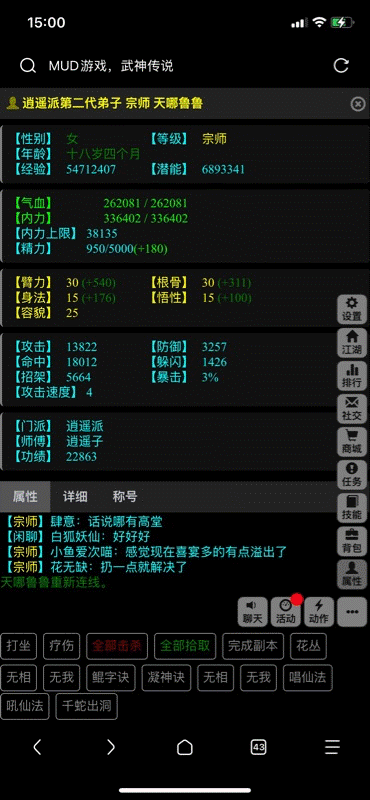 15:00
MUD游戏，武神传说
逍遥派第二代弟子 宗师 天哪鲁鲁
【性别】 女 【等级】 宗师
【年龄】 十八岁四个月
【经验】 54712407 【潜能】 6893341
【气血】 262081 / 262081
【内力】 336402 / 336402
【内力上限】 38135
【精力】 950/5000(+180)
【臂力】 30 (+540) 【根骨】 30 (+311)
【身法】 15 (+176) 【悟性】 15 (+100)
【容貌】 25
【攻击】 13822 【防御】 3257
【命中】 18012 【躲闪】 1426
【招架】 5664 【暴击】 3%
【攻击速度】 4
【门派】 逍遥派
【师傅】 逍遥子
【功绩】 22863
设置
江湖
排行
社交
商城
任务
技能
背包
属性
属性 详细 称号
【宗师】肆意：话说哪有高堂
【闲聊】白狐妖仙：好好好
【宗师】小鱼爱次喵：感觉现在喜宴多的有点溢出了
【宗师】花无缺：扔一点就解决了
天哪鲁鲁重新连线。
聊天 活动 动作
打坐 疗伤 全部击杀 全部拾取 完成副本 花丛
无相 无我 鲲字诀 凝神诀 无相 无我 唱仙法
吼仙法 千蛇出洞
43